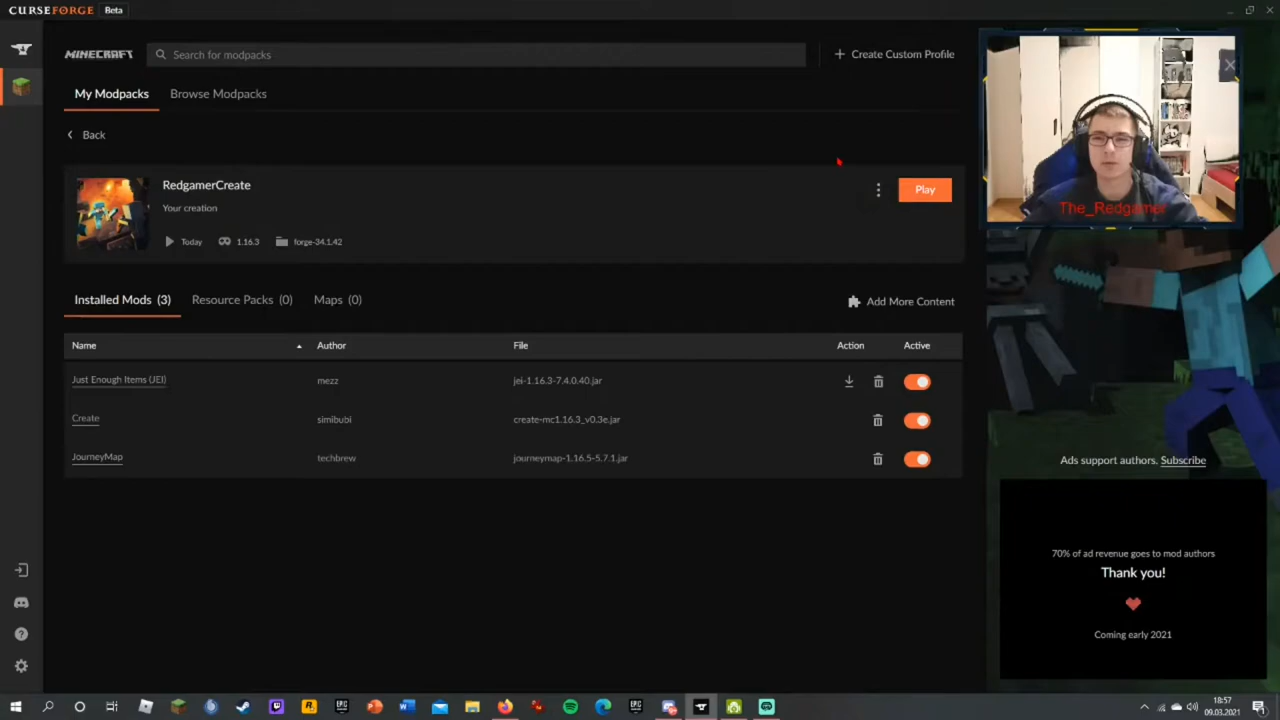 CURSEFORGE Beta
MINECRAFT Search for modpacks Create Custom Profile
My Modpacks Browse Modpacks
Back
RedgamerCreate Play
Your creation
Today 1.16.3 forge-34.1.42
The_Redgamer
Installed Mods (3) Resource Packs (0) Maps (0) Add More Content
Name Author File Action Active
Just Enough Items (JEI) mezz jei-1.16.3-7.4.0.40.jar
Create simibubi create-mc1.16.3_v0.3e.jar
JourneyMap techbrew journeymap-1.16.5-5.7.1.jar
Ads support authors. Subscribe
70% of ad revenue goes to mod authors
Thank you!
Coming early 2021
18:57
09.03.2021